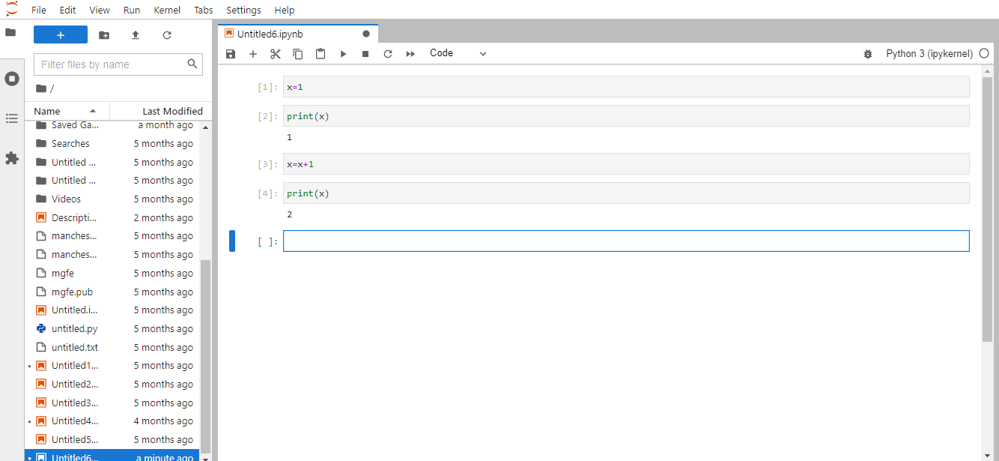 File Edit View Run Kernel Tabs Settings Help
+
Filter files by name
/
Name Last Modified
Saved Ga... a month ago
Searches 5 months ago
Untitled ... 5 months ago
Untitled ... 5 months ago
Videos 5 months ago
Descripti... 2 months ago
manches... 5 months ago
manches... 5 months ago
mgfe 5 months ago
mgfe.pub 5 months ago
Untitled.i... 5 months ago
untitled.py 5 months ago
untitled.txt 5 months ago
Untitled1... 5 months ago
Untitled2... 5 months ago
Untitled3... 5 months ago
Untitled4... 4 months ago
Untitled5... 5 months ago
Untitled6... a minute ago
Untitled6.ipynb
Code Python 3 (ipykernel)
[1]: x=1
[2]: print(x)
1
[3]: x=x+1
[4]: print(x)
2
[ ]: